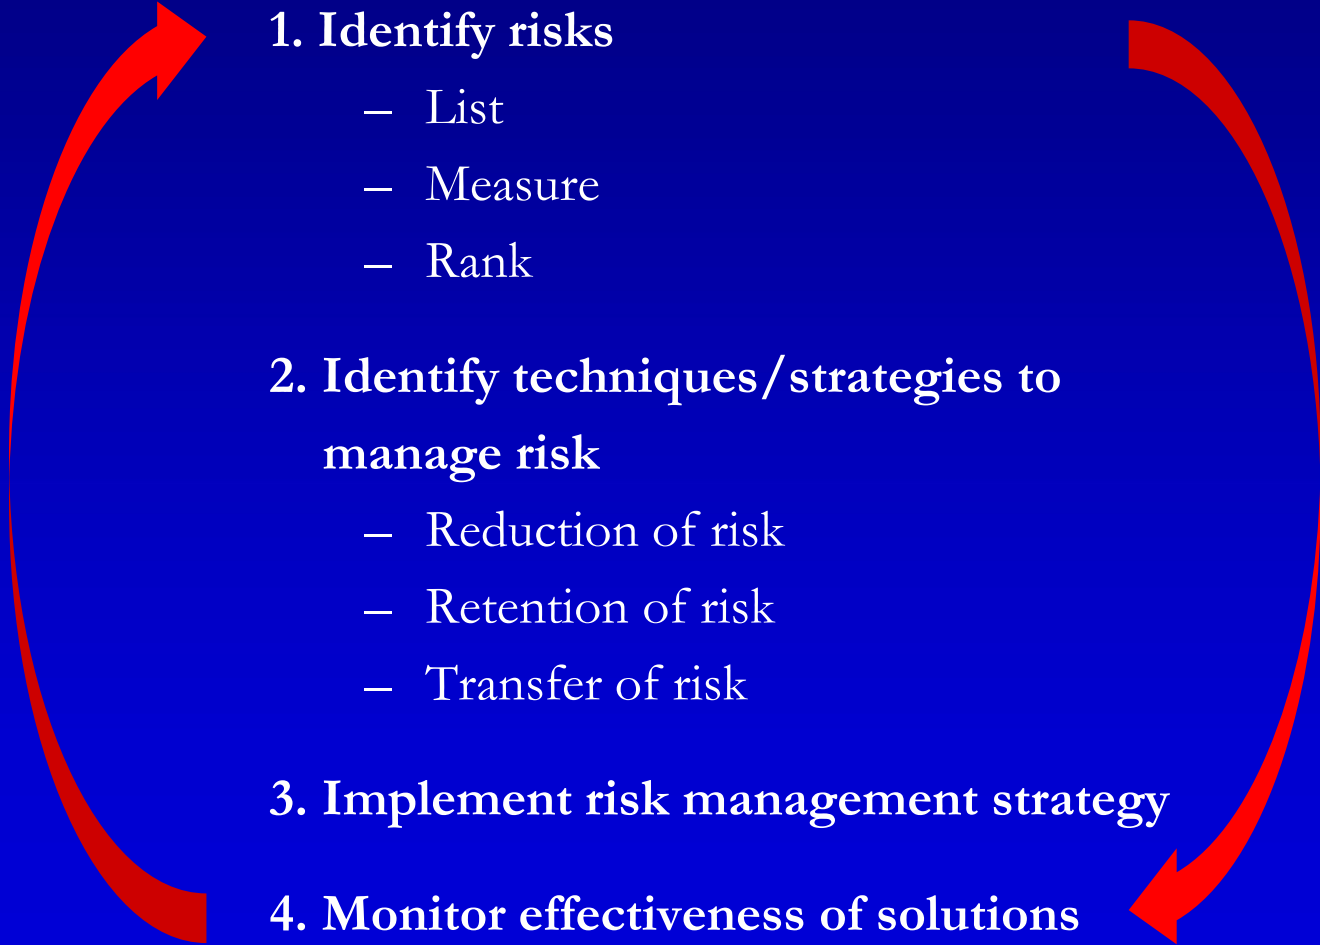 1. Identify risks
– List
– Measure
– Rank
2. Identify techniques/strategies to
manage risk
– Reduction of risk
– Retention of risk
– Transfer of risk
3. Implement risk management strategy
4. Monitor effectiveness of solutions